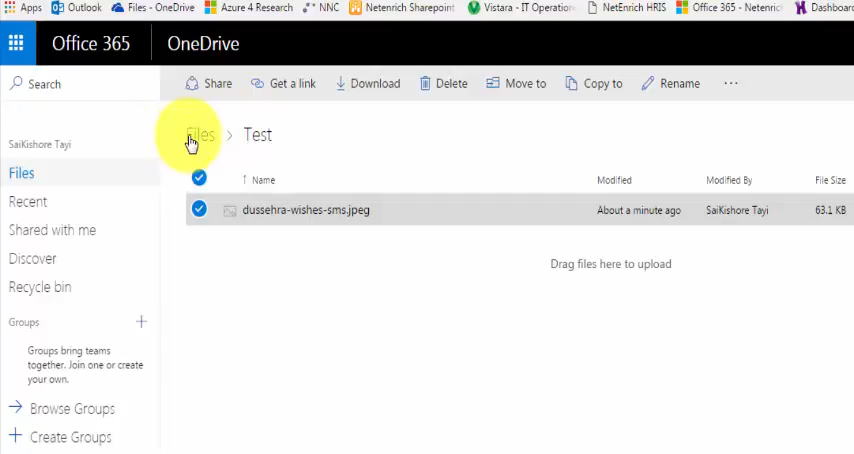 Apps Outlook Files - OneDrive Azure 4 Research NNC Netenrich Sharepoint Vistara - IT Operation NetEnrich HRIS Office 365 - Netenric Dashboard
Office 365 OneDrive
Search Share Get a link Download Delete Move to Copy to Rename ...
Files > Test
SaiKishore Tayi
Files
Recent
Shared with me
Discover
Recycle bin
Groups +
Groups bring teams
together. Join one or create
your own.
Browse Groups
Create Groups
Name Modified Modified By File Size
dussehra-wishes-sms.jpeg About a minute ago SaiKishore Tayi 63.1 KB
Drag files here to upload